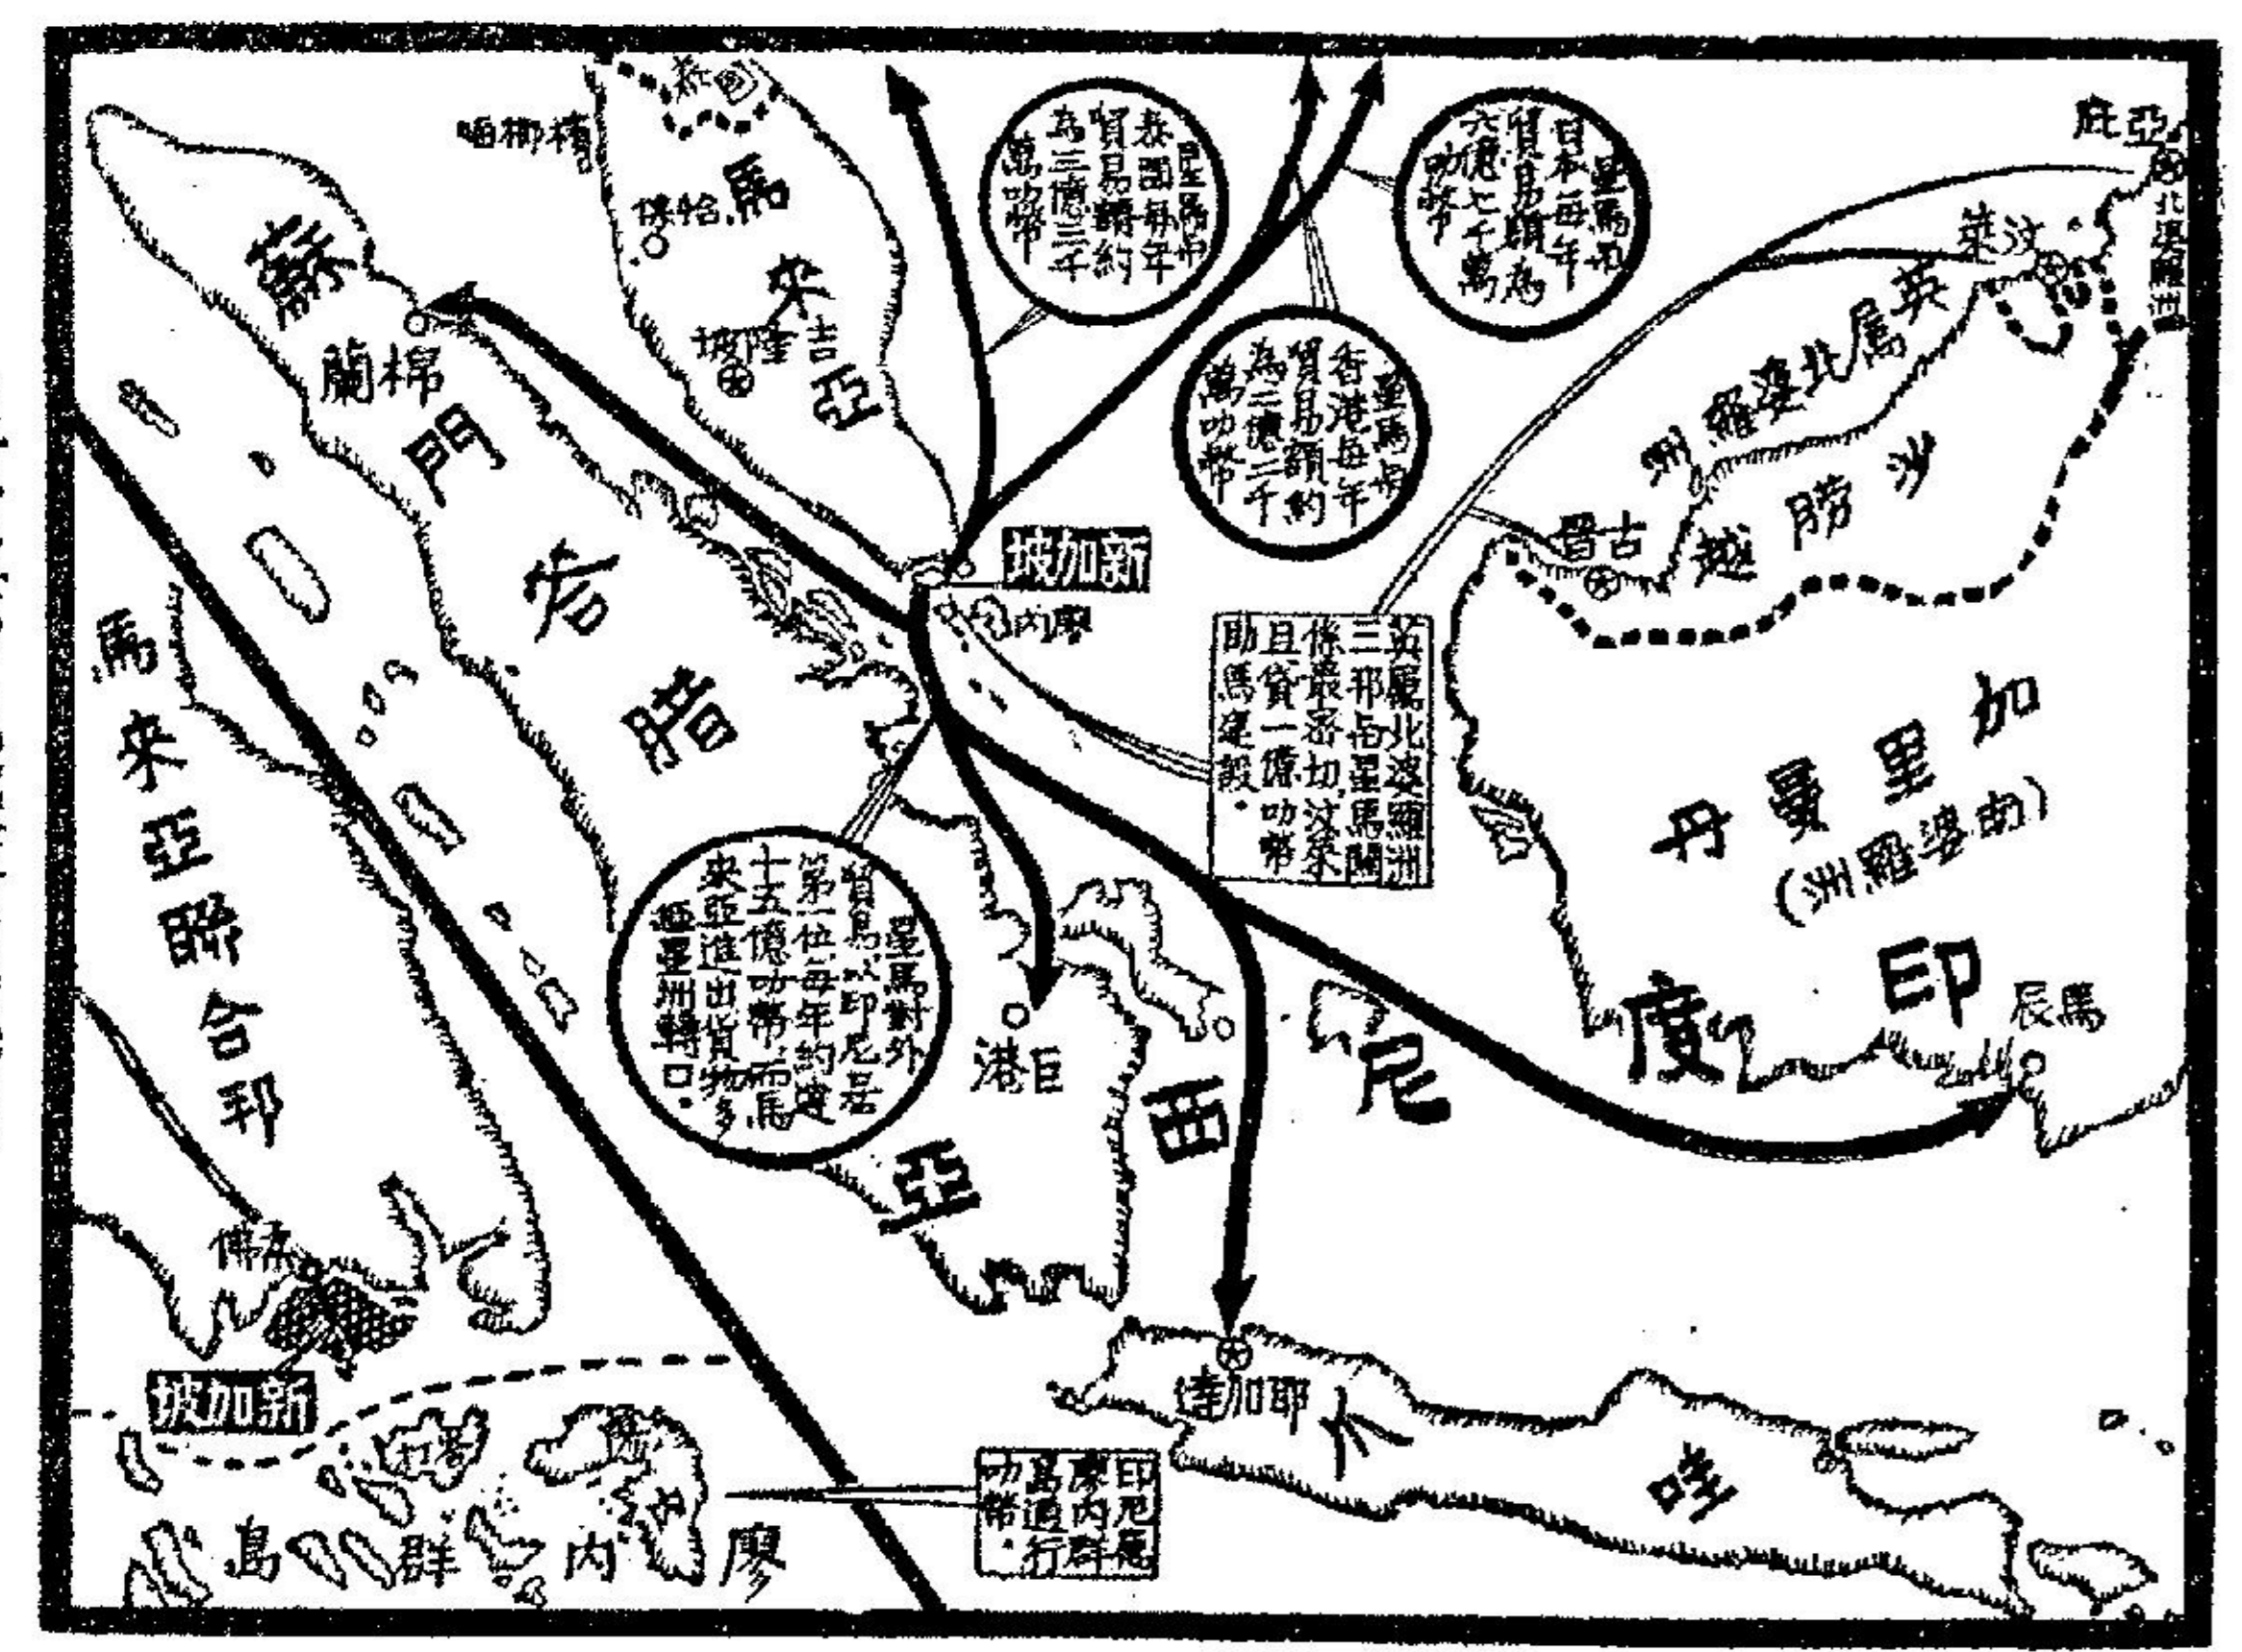 檳榔嶼
泰國
馬來亞
怡保
吉隆坡
星馬與
泰國每年
貿易額約
為三億三千
萬叻幣
星馬與
日本每年
貿易額為
六億七千萬
叻幣
星馬與
香港每年
貿易額約
為二億二千
萬叻幣
亞庇
北婆羅洲
汶萊
英屬北婆羅洲
沙朥越
古晉
蘇門答腊
棉蘭
新加坡
廖內
英屬北婆羅洲
三邦與星馬關
係最密切,汶萊
且貸一億叻幣
助馬建設。
加里曼丹
(南婆羅洲)
馬辰
印度尼西亞
星馬對外
貿易以印尼居
第一位每年約達
十五億叻幣而馬
來亞進出貨物多
經星洲轉口。
巨港
馬來亞聯合邦
柔佛
新加坡
廖內群島
印尼屬
廖內群
島通行
叻幣。
耶加達
爪哇